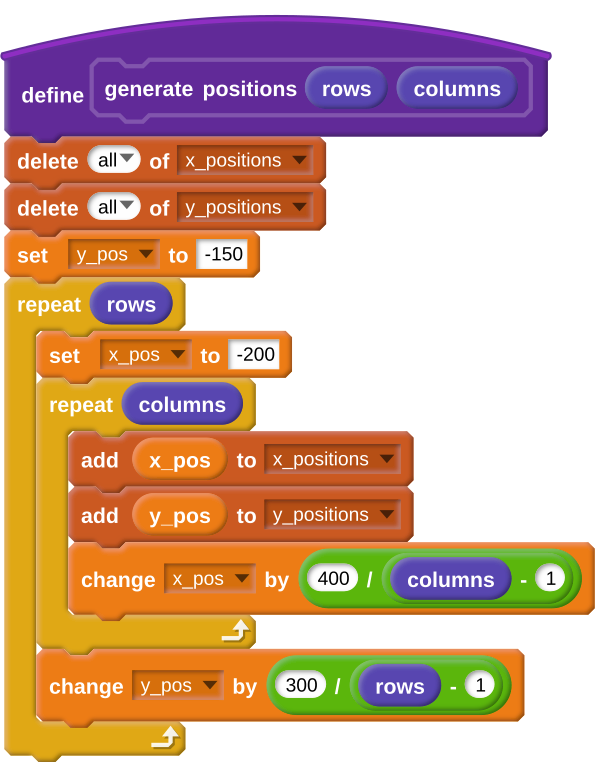 define generate positions rows columns
delete all of x_positions
delete all of y_positions
set y_pos to -150
repeat rows
set x_pos to -200
repeat columns
add x_pos to x_positions
add y_pos to y_positions
change x_pos by 400 / columns - 1
change y_pos by 300 / rows - 1